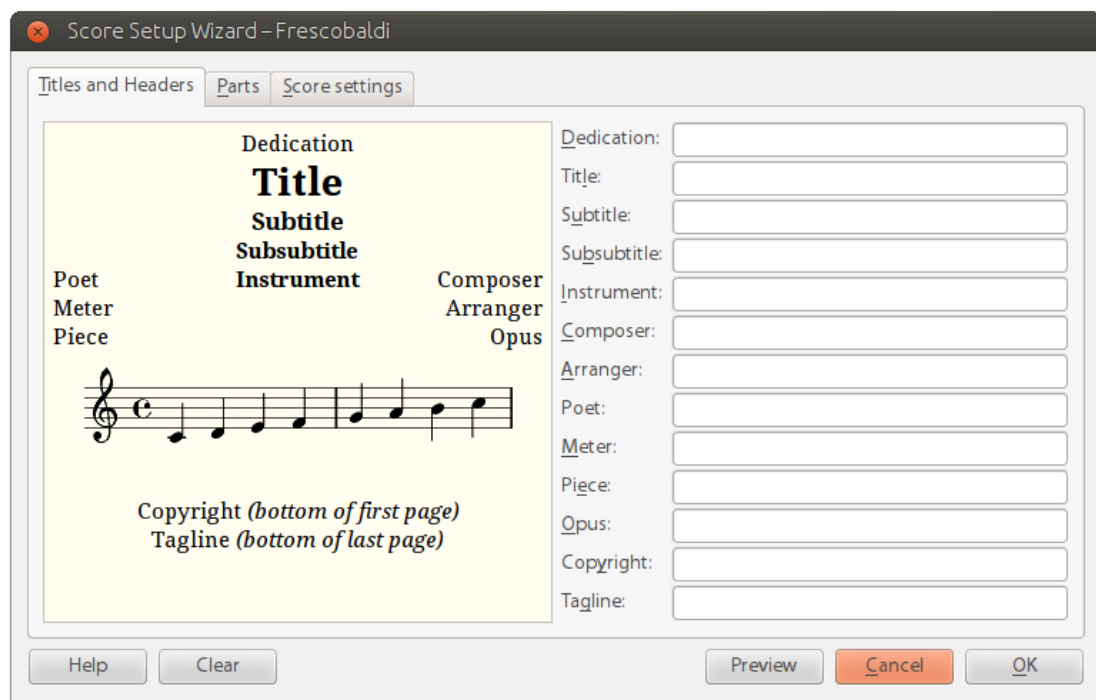 Score Setup Wizard – Frescobaldi
Titles and Headers Parts Score settings
Dedication
Title
Subtitle
Subsubtitle
Poet Instrument Composer
Meter Arranger
Piece Opus
Copyright (bottom of first page)
Tagline (bottom of last page)
Dedication:
Title:
Subtitle:
Subsubtitle:
Instrument:
Composer:
Arranger:
Poet:
Meter:
Piece:
Opus:
Copyright:
Tagline:
Help Clear Preview Cancel OK